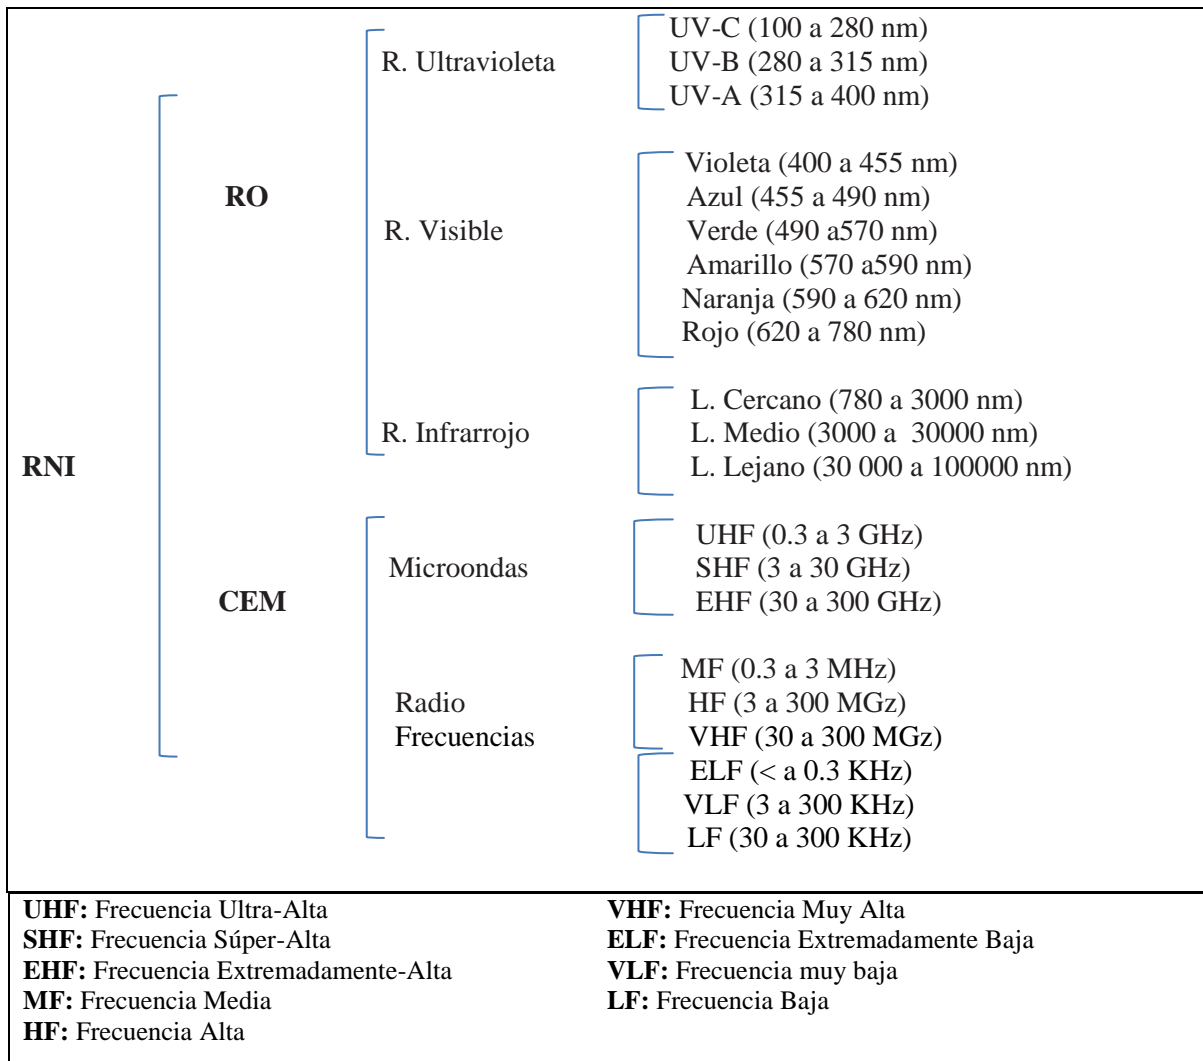 UV-C (100 a 280 nm)
R. Ultravioleta
UV-B (280 a 315 nm)
UV-A (315 a 400 nm)
Violeta (400 a 455 nm)
RO
Azul (455 a 490 nm)
R. Visible
Verde (490 a570 nm)
Amarillo (570 a590 nm)
Naranja (590 a 620 nm)
Rojo (620 a 780 nm)
L. Cercano (780 a 3000 nm)
R. Infrarrojo
L. Medio (3000 a 30000 nm)
RNI
L. Lejano (30 000 a 100000 nm)
UHF (0.3 a 3 GHz)
Microondas
SHF (3 a 30 GHz)
CEM
EHF (30 a 300 GHz)
MF (0.3 a 3 MHz)
Radio
HF (3 a 300 MGz)
Frecuencias
VHF (30 a 300 MGz)
ELF (< a 0.3 KHz)
VLF (3 a 300 KHz)
LF (30 a 300 KHz)
UHF: Frecuencia Ultra-Alta
SHF: Frecuencia Súper-Alta
EHF: Frecuencia Extremadamente-Alta
MF: Frecuencia Media
HF: Frecuencia Alta
VHF: Frecuencia Muy Alta
ELF: Frecuencia Extremadamente Baja
VLF: Frecuencia muy baja
LF: Frecuencia Baja